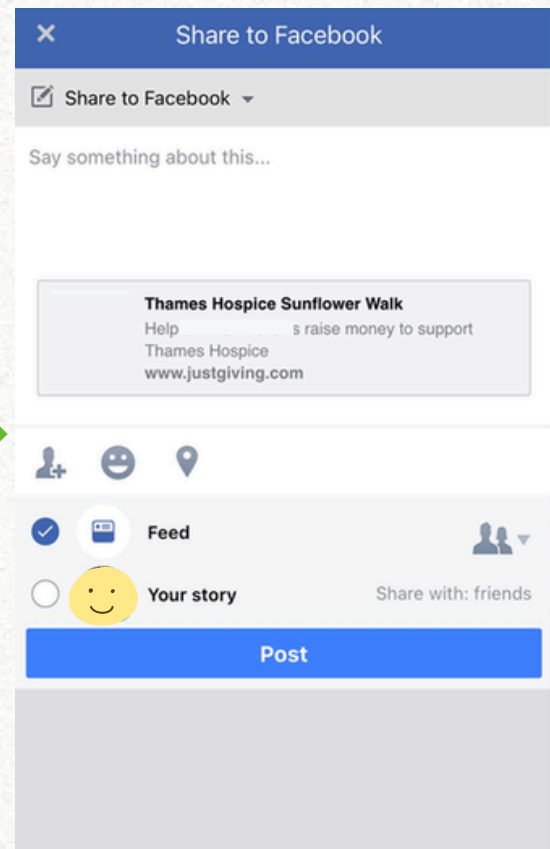 Share to Facebook
Share to Facebook
Say something about this...
Thames Hospice Sunflower Walk
Help s raise money to support
Thames Hospice
www.justgiving.com
Feed
Your story Share with: friends
Post